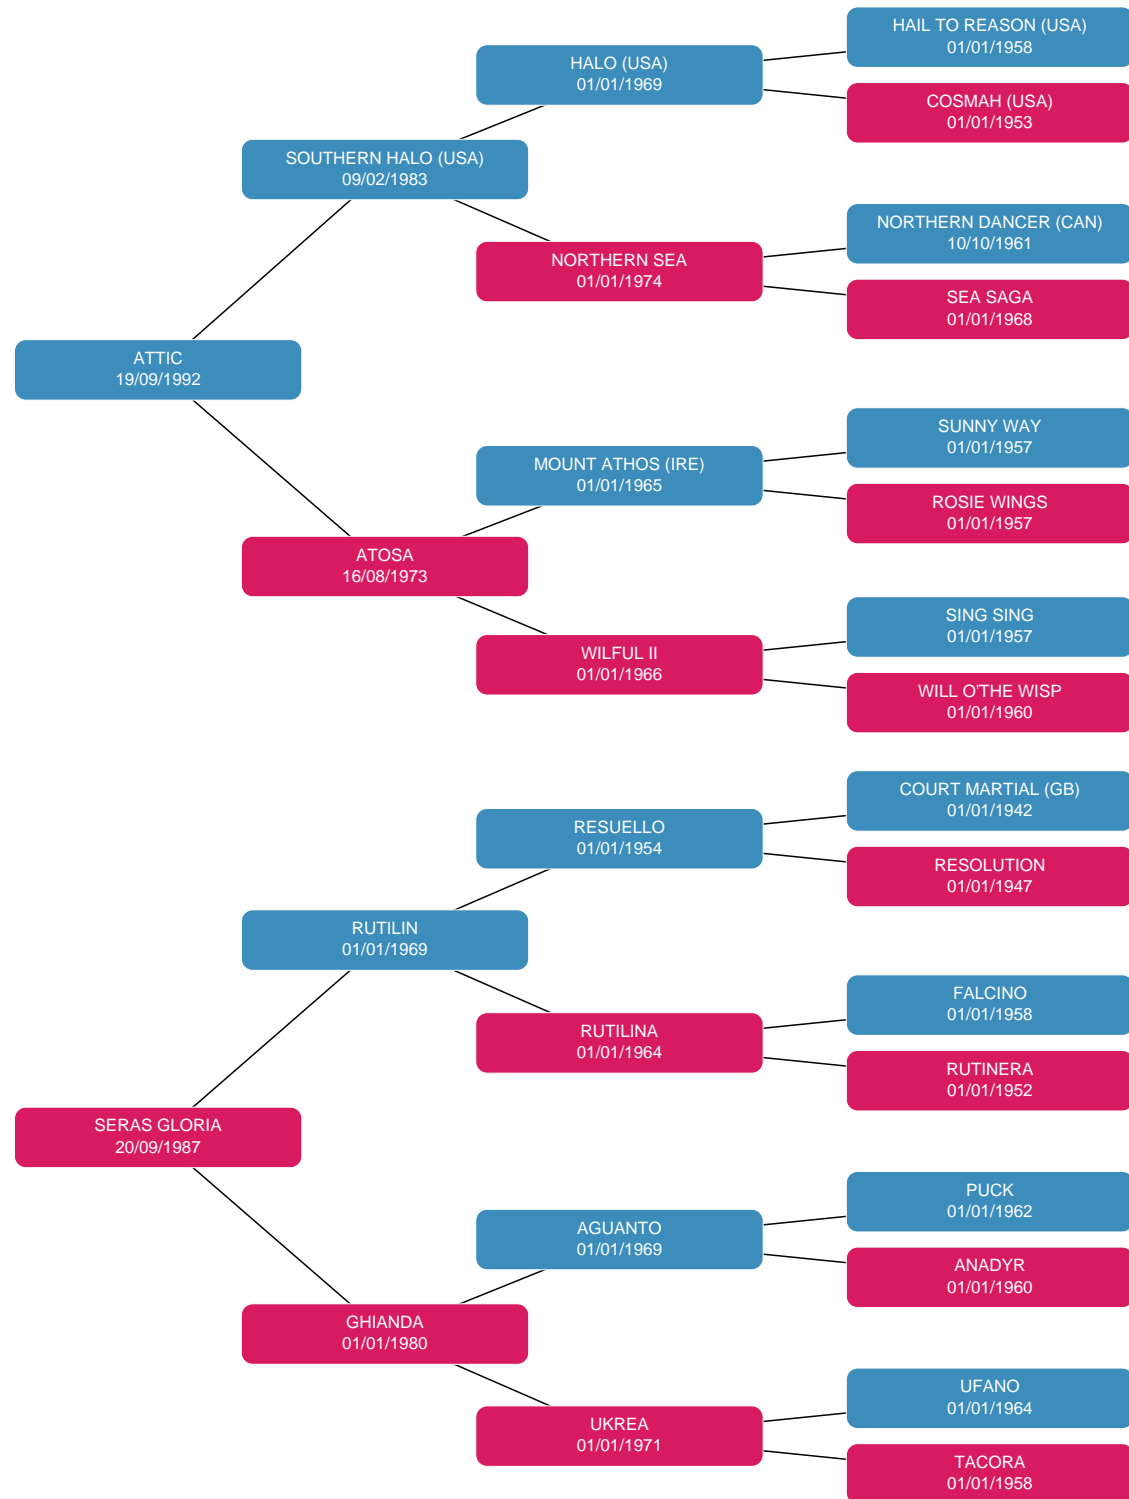 HAIL TO REASON (USA)
01/01/1958
HALO (USA)
01/01/1969
COSMAH (USA)
01/01/1953
SOUTHERN HALO (USA)
09/02/1983
NORTHERN DANCER (CAN)
10/10/1961
NORTHERN SEA
01/01/1974
SEA SAGA
01/01/1968
ATTIC
19/09/1992
SUNNY WAY
01/01/1957
MOUNT ATHOS (IRE)
01/01/1965
ROSIE WINGS
01/01/1957
ATOSA
16/08/1973
SING SING
01/01/1957
WILFUL II
01/01/1966
WILL O'THE WISP
01/01/1960
COURT MARTIAL (GB)
01/01/1942
RESUELLO
01/01/1954
RESOLUTION
01/01/1947
RUTILIN
01/01/1969
FALCINO
01/01/1958
RUTILINA
01/01/1964
RUTINERA
01/01/1952
SERAS GLORIA
20/09/1987
PUCK
01/01/1962
AGUANTO
01/01/1969
ANADYR
01/01/1960
GHIANDA
01/01/1980
UFANO
01/01/1964
UKREA
01/01/1971
TACORA
01/01/1958